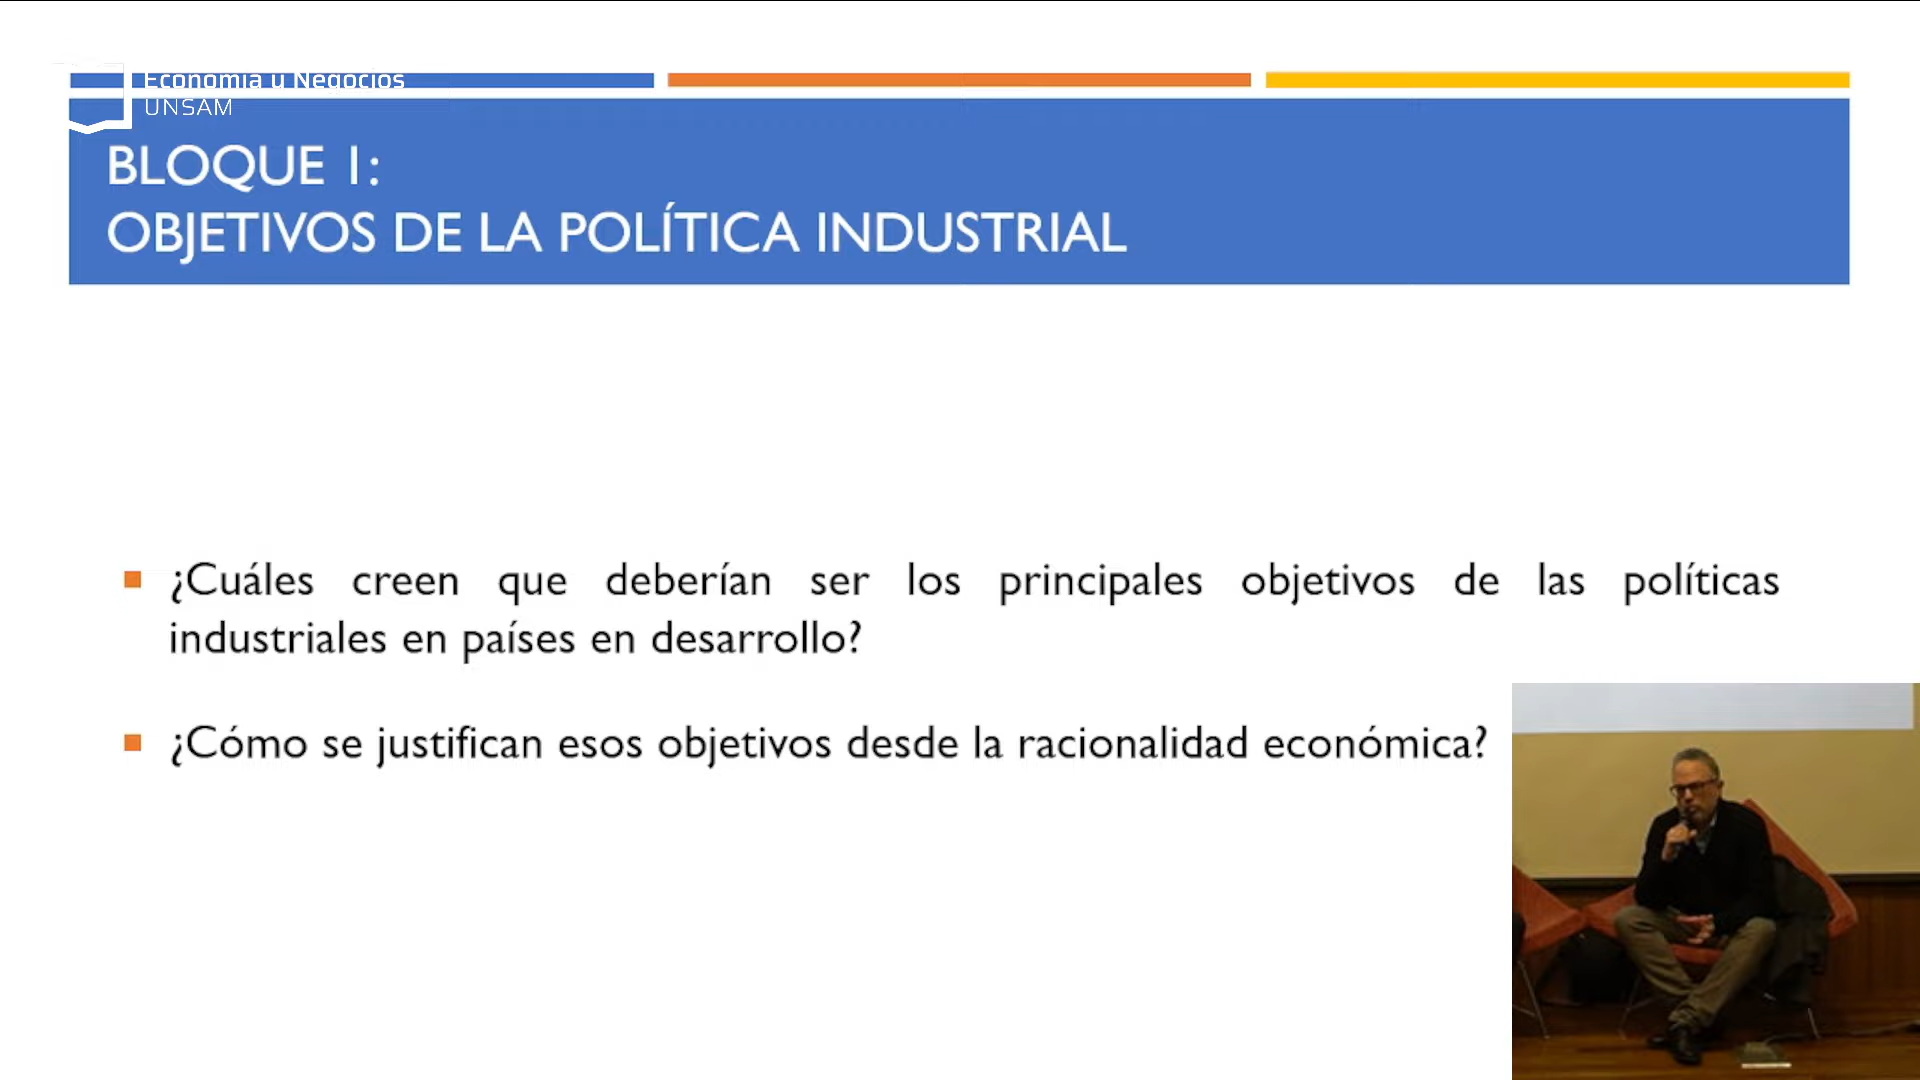 Economía y Negocios
UNSAM
BLOQUE 1:
OBJETIVOS DE LA POLÍTICA INDUSTRIAL
¿Cuáles creen que deberían ser los principales objetivos de las políticas
industriales en países en desarrollo?
¿Cómo se justifican esos objetivos desde la racionalidad económica?